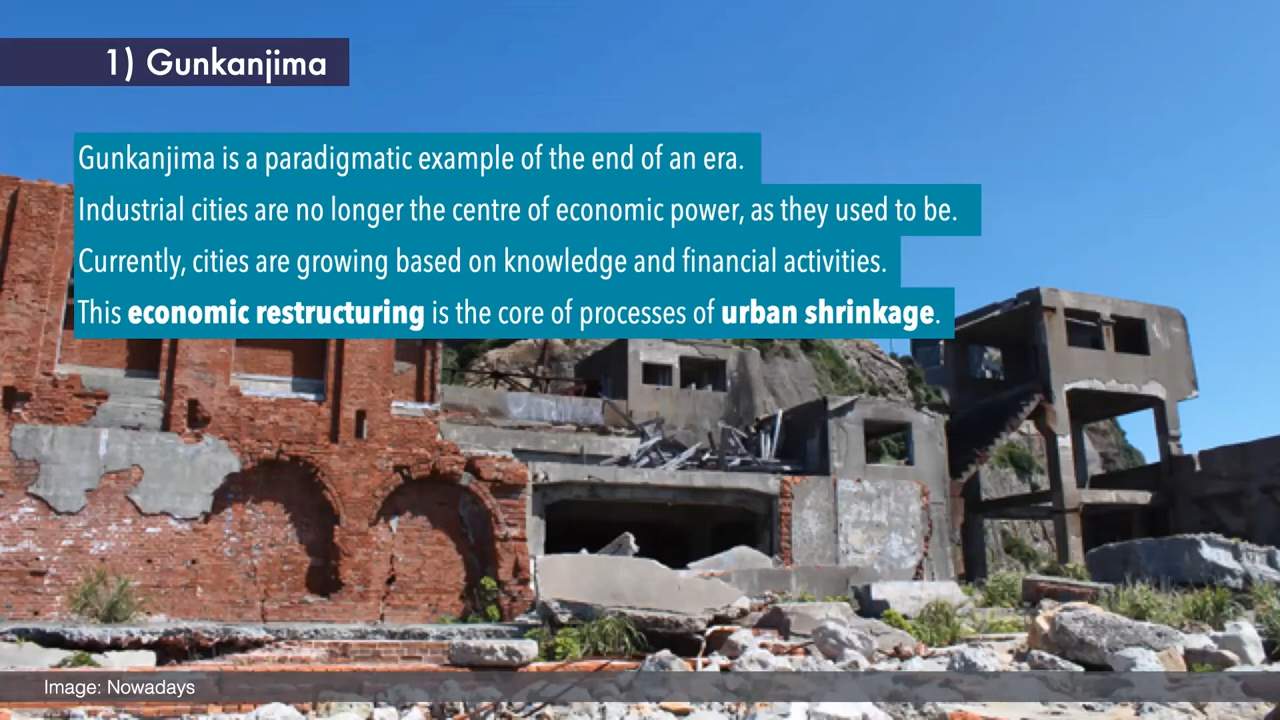 1) Gunkanjima
Gunkanjima is a paradigmatic example of the end of an era.
Industrial cities are no longer the centre of economic power, as they used to be.
Currently, cities are growing based on knowledge and financial activities.
This economic restructuring is the core of processes of urban shrinkage.
Image: Nowadays